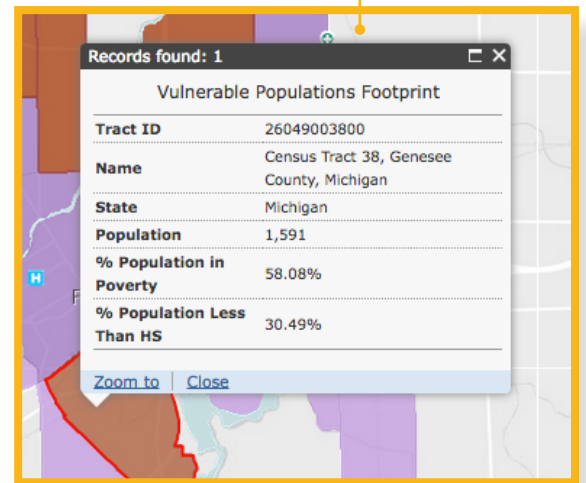 Records found: 1
Vulnerable Populations Footprint
Tract ID 26049003800
Name Census Tract 38, Genesee
County, Michigan
State Michigan
Population 1,591
% Population in
Poverty 58.08%
% Population Less
Than HS 30.49%
Zoom to | Close
H
F